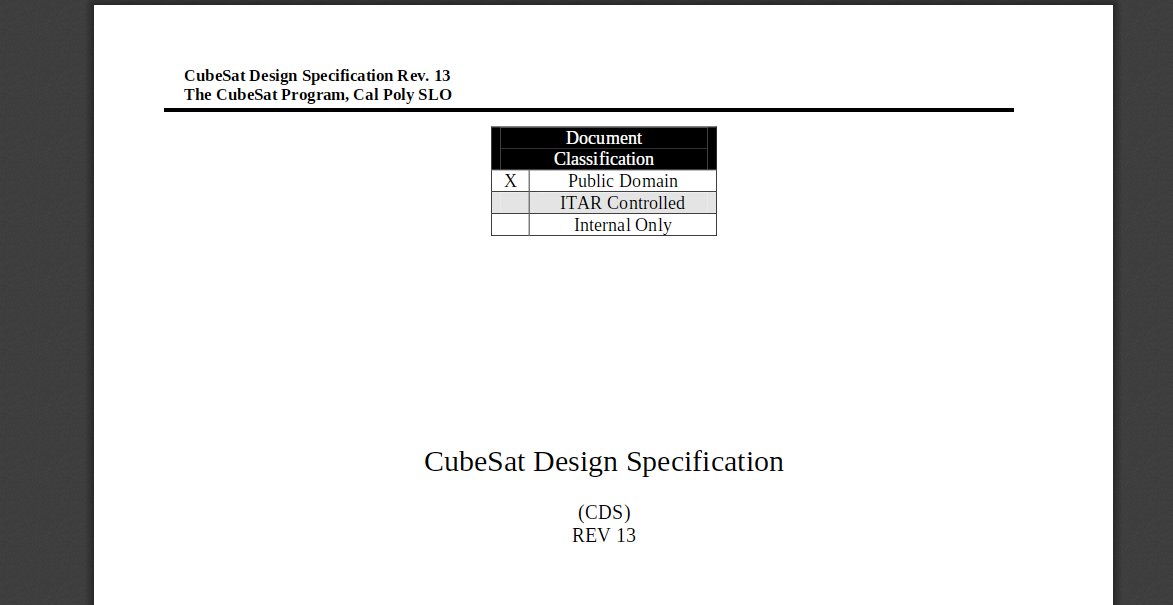 CubeSat Design Specification Rev. 13
The CubeSat Program, Cal Poly SLO
Document
Classification
X Public Domain
ITAR Controlled
Internal Only
CubeSat Design Specification
(CDS)
REV 13